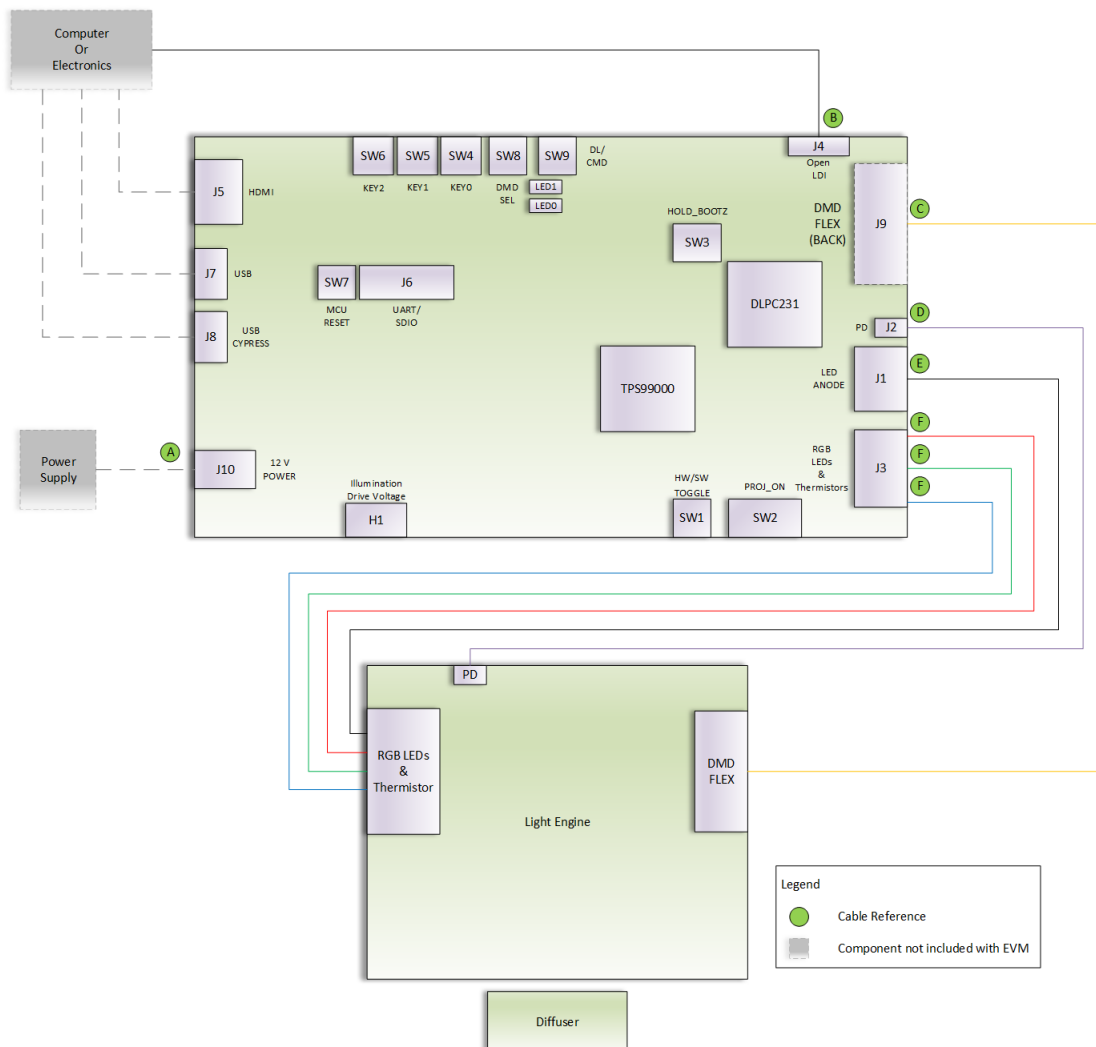 Computer
Or
Electronics
B
SW6
SW5
SW4
SW8
SW9
DL/
CMD
J4
Open
LDI
KEY2
KEY1
KEY0
DMD
SEL
LED1
LED0
J5
HDMI
HOLD_BOOTZ
SW3
DMD
FLEX
(BACK)
J9
C
J7
USB
SW7
MCU
RESET
J6
UART/
SDIO
DLPC231
J8
USB
CYPRESS
PD
J2
D
TPS99000
LED
ANODE
J1
E
Power
Supply
A
J10
12 V
POWER
Illumination
Drive Voltage
H1
HW/SW
TOGGLE
SW1
PROJ_ON
SW2
RGB
LEDs
&
Thermistors
J3
F
F
F
PD
RGB LEDs
&
Thermistor
DMD
FLEX
Light Engine
Legend
Cable Reference
Component not included with EVM
Diffuser